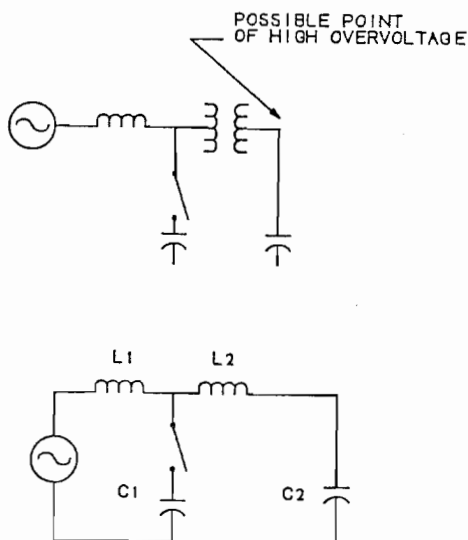 POSSIBLE POINT
OF HIGH OVERVOLTAGE
L1
L2
C1
C2